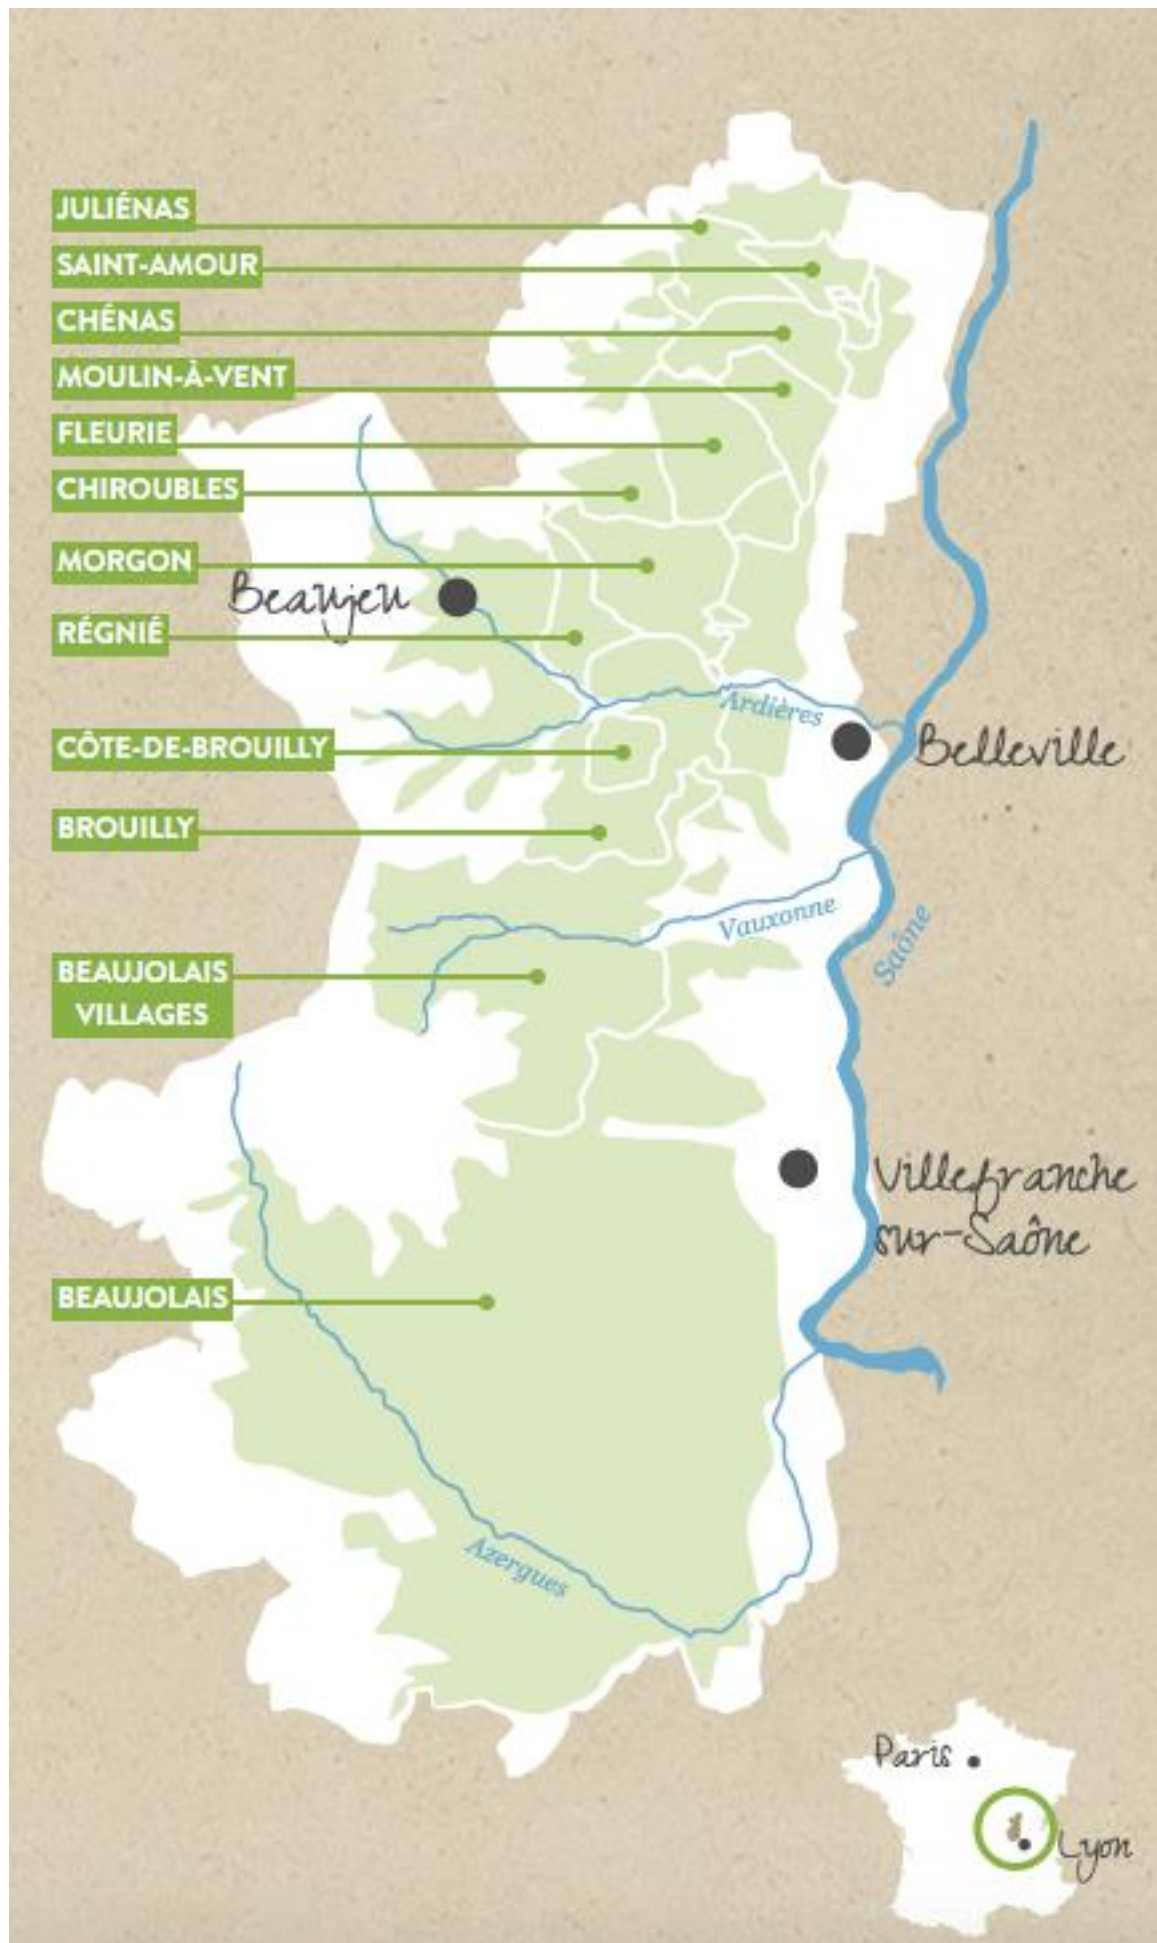 JULIÉNAS
SAINT-AMOUR
CHÉNAS
MOULIN-À-VENT
FLEURIE
CHIROUBLES
MORGON
Beaujeu
RÉGNIÉ
Ardières
CÔTE-DE-BROUILLY
Belleville
BROUILLY
Vauxonne
Saône
BEAUJOLAIS
VILLAGES
Villefranche
sur-Saône
BEAUJOLAIS
Azergues
Paris
Lyon